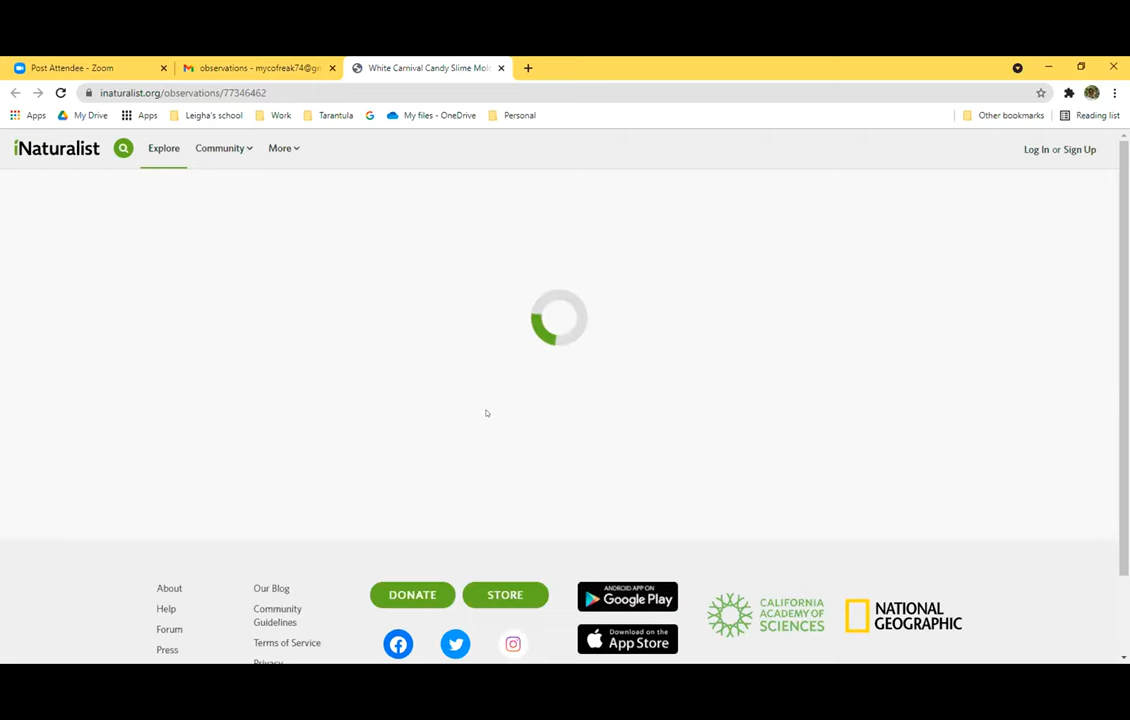 Post Attendee - Zoom
observations - mycofreak74@g
White Carnival Candy Slime Mol
inaturalist.org/observations/77346462
Apps My Drive Apps Leigha's school Work Tarantula My files - OneDrive Personal Other bookmarks Reading list
iNaturalist Explore Community More Log In or Sign Up
About
Help
Forum
Press
Our Blog
Community
Guidelines
Terms of Service
Privacy
DONATE STORE
ANDROID APP ON
Google Play
Download on the
App Store
CALIFORNIA
ACADEMY OF
SCIENCES
NATIONAL
GEOGRAPHIC